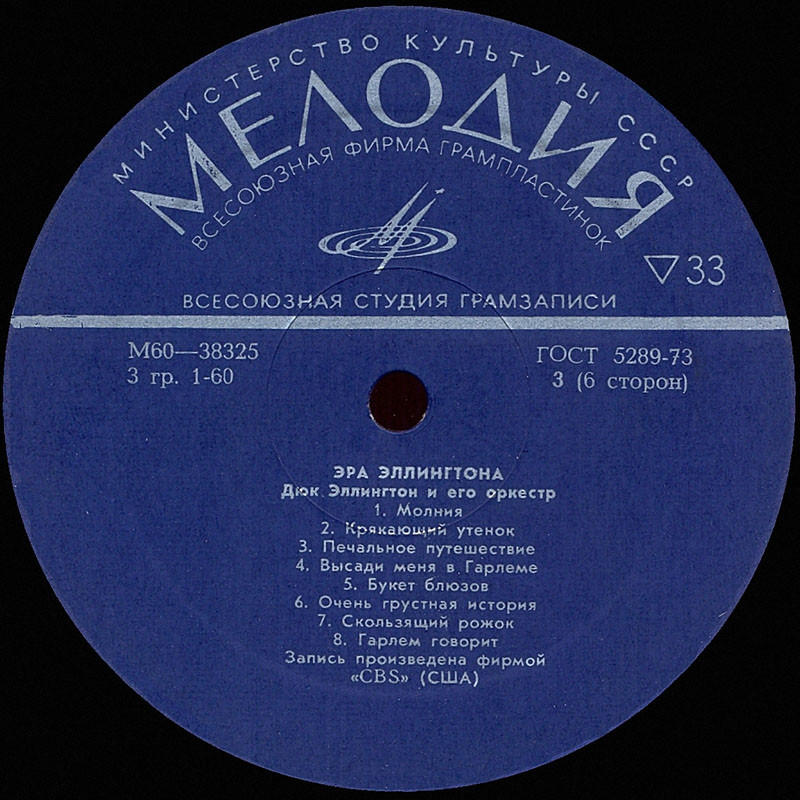 МИНИСТЕРСТВО КУЛЬТУРЫ СССР
МЕЛОДИЯ
ВСЕСОЮЗНАЯ ФИРМА ГРАМПЛАСТИНОК
▽ 33
ВСЕСОЮЗНАЯ СТУДИЯ ГРАМЗАПИСИ
М60—38325
3 гр. 1-60
ГОСТ 5289-73
3 (6 сторон)
ЭРА ЭЛЛИНГТОНА
Дюк Эллингтон и его оркестр
1. Молния
2. Крякающий утенок
3. Печальное путешествие
4. Высади меня в Гарлеме
5. Букет блюзов
6. Очень грустная история
7. Скользящий рожок
8. Гарлем говорит
Запись произведена фирмой
«CBS» (США)